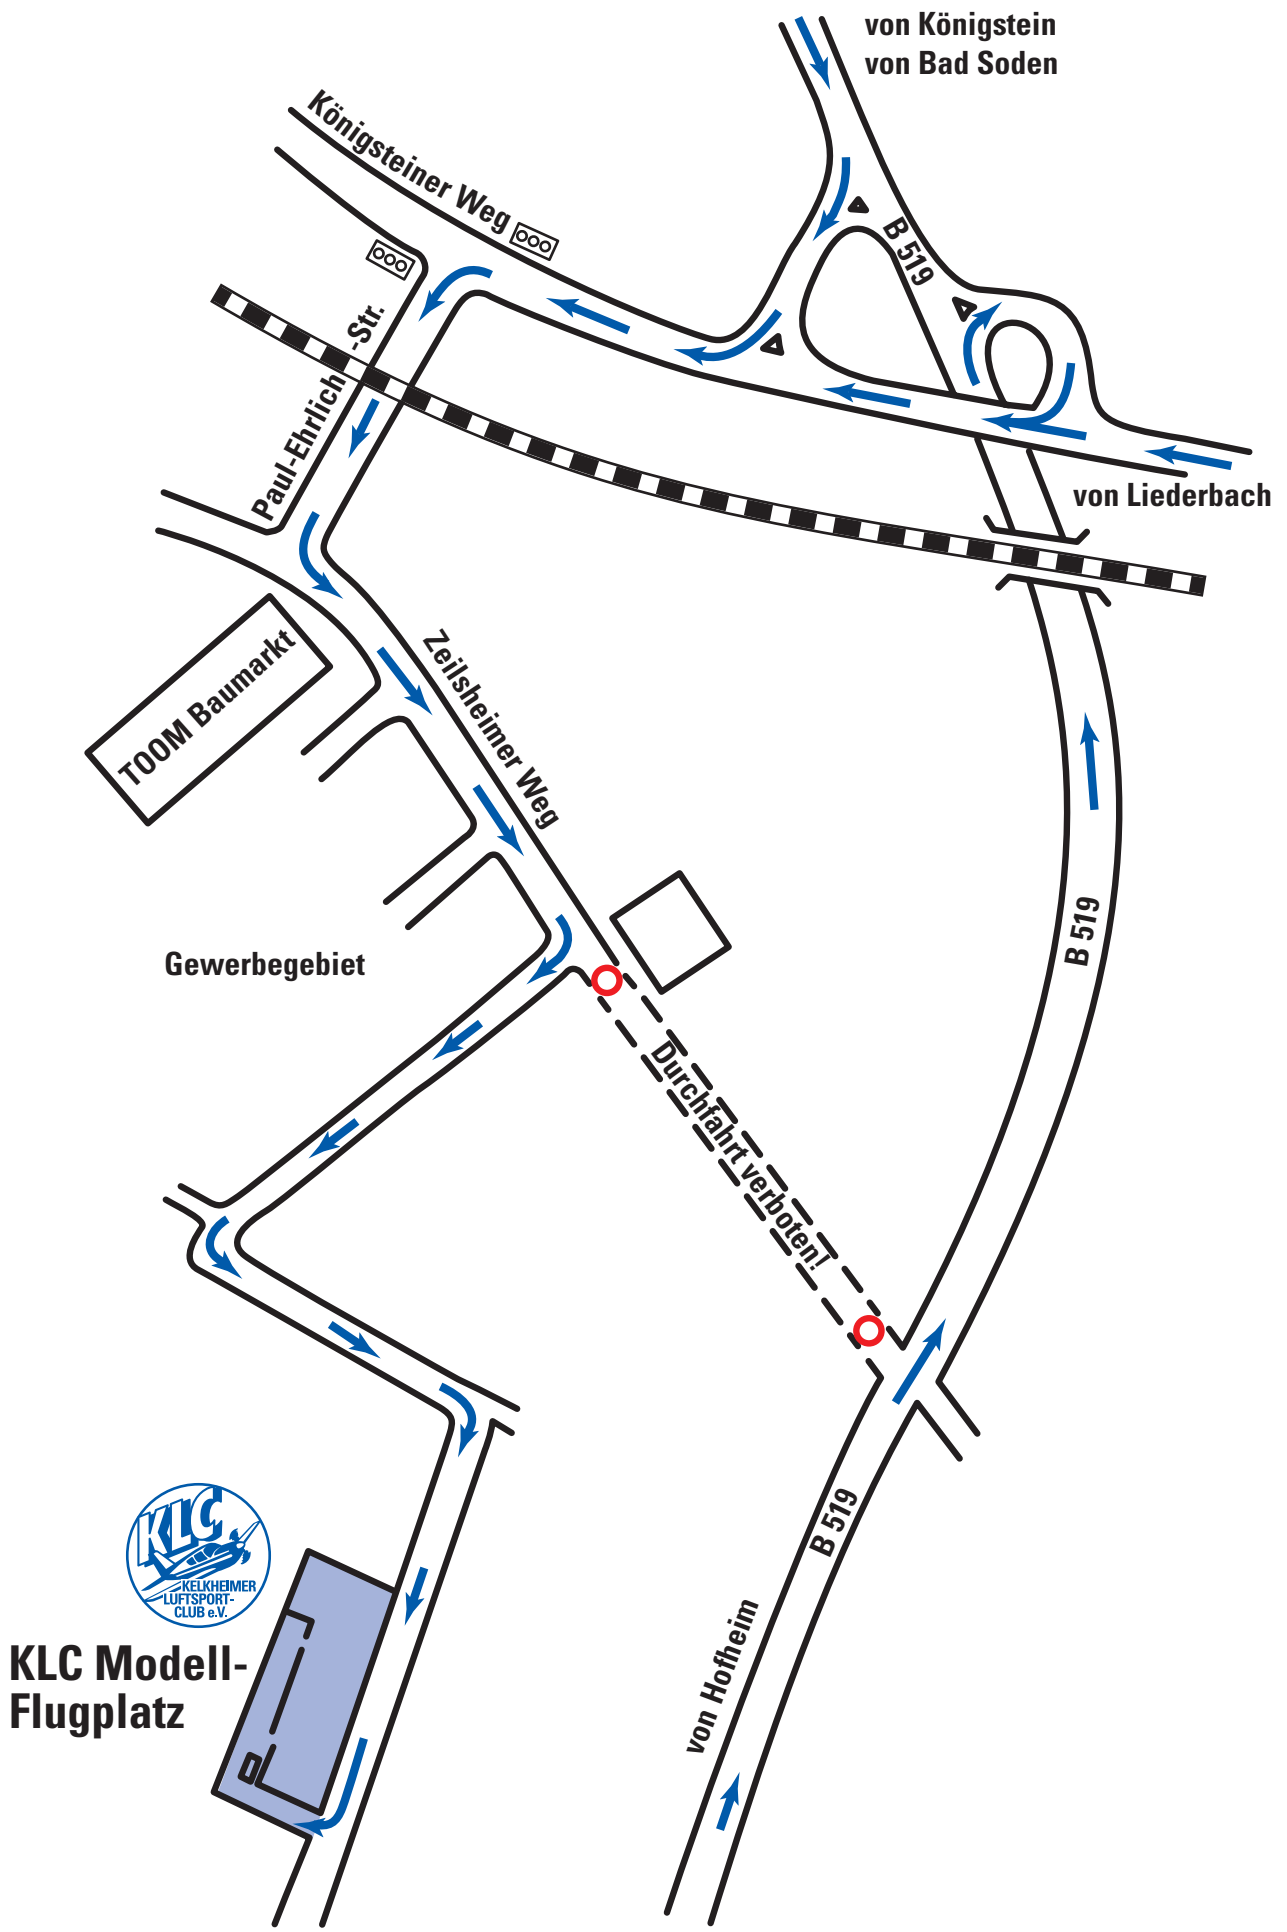 von Königstein
von Bad Soden
Königsteiner Weg
B 519
Paul-Ehrlich-Str.
von Liederbach
TOOM Baumarkt
Zeilsheimer Weg
B 519
Gewerbegebiet
Durchfahrt verboten!
B 519
KLC
KELKHEIMER
LUFTSPORT-
CLUB e.V.
von Hofheim
KLC Modell-
Flugplatz